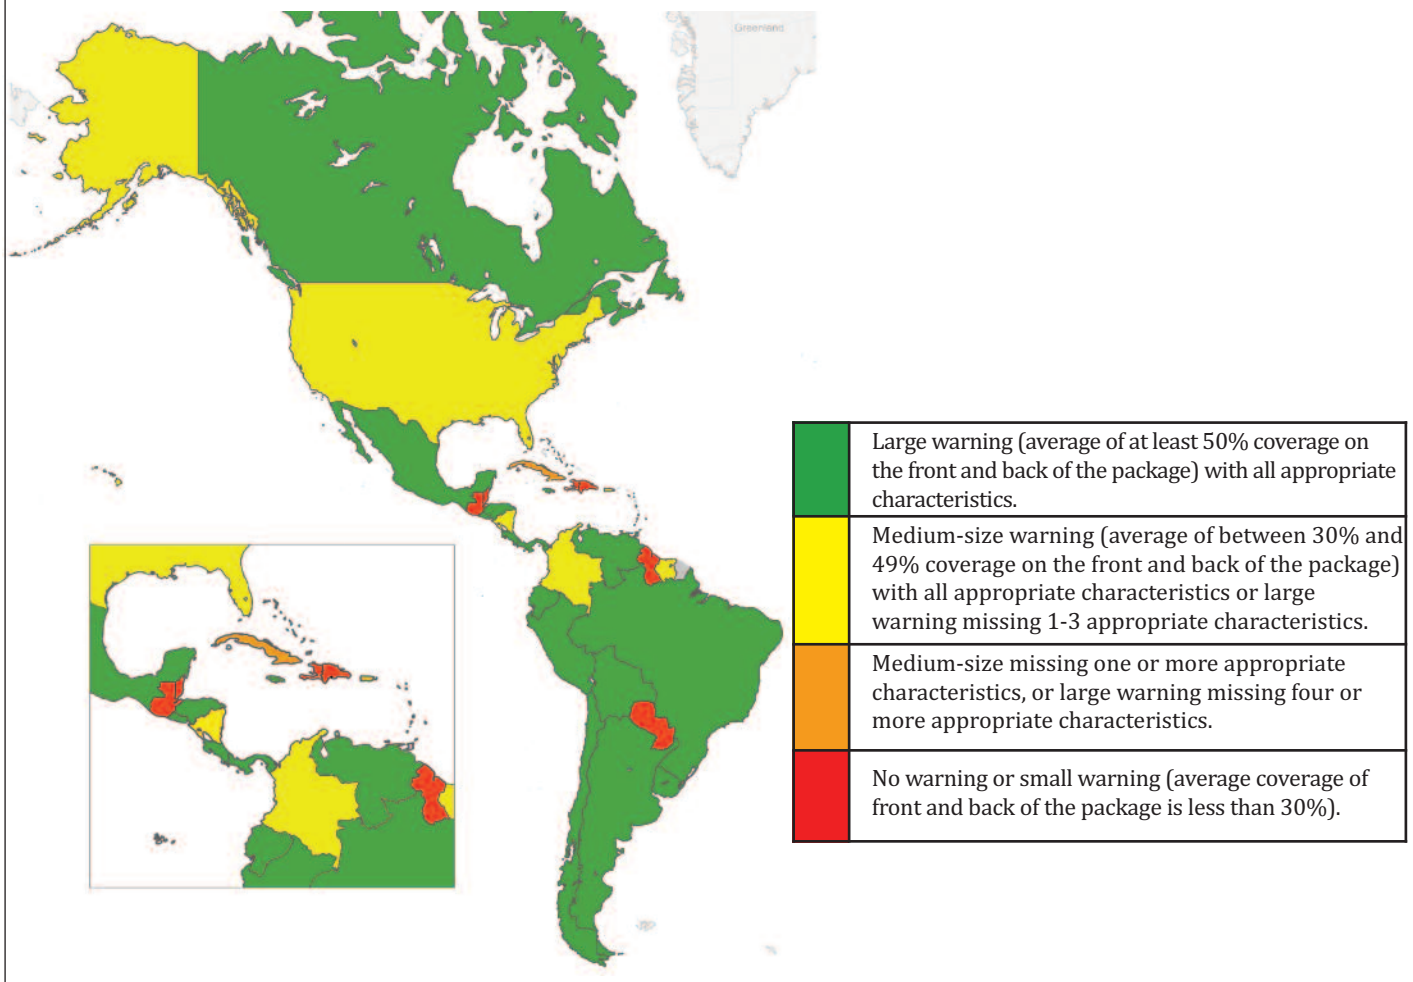 Greenland
Large warning (average of at least 50% coverage on
the front and back of the package) with all appropriate
characteristics.
Medium-size warning (average of between 30% and
49% coverage on the front and back of the package)
with all appropriate characteristics or large
warning missing 1-3 appropriate characteristics.
Medium-size missing one or more appropriate
characteristics, or large warning missing four or
more appropriate characteristics.
No warning or small warning (average coverage of
front and back of the package is less than 30%).